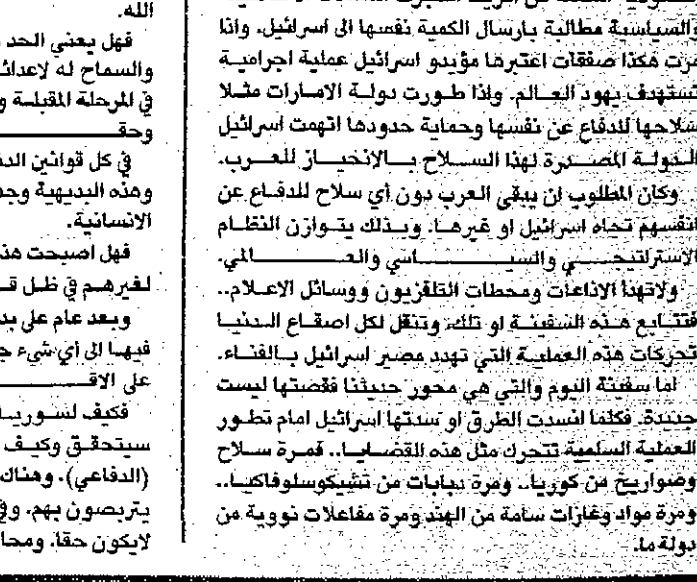 والسياسية مطالبة بارسال الكمية نفسها الى اسرائيل. واذا
مرت هكذا صفقات اعتبرها مؤيدو اسرائيل عملية اجرامية
تستهدف يهود العالم. واذا طورت دولة الامارات مثلا
سلاحها للدفاع عن نفسها وحماية حدودها اتهمت اسرائيل
الدولة المصدرة لهذا السلاح بالانحياز للعرب.
وكان المطلوب ان يبقى العرب دون أي سلاح للدفاع عن
انفسهم تجاه اسرائيل او غيرها. وبذلك يتوازن النظام
الاستراتيجي والسياسي والعالمي.
ولاتهدأ الاذاعات ومحطات التلفزيون ووسائل الاعلام..
فتتابع هذه السفينة او تلك، وتنقل لكل اصقاع الدنيا
تحركات هذه العملية التي تهدد مصير اسرائيل بالفناء.
اما سفينة اليوم والتي هي محور حديثنا فقصتها ليست
جديدة. فكلما انسدت الطرق او سدتها اسرائيل امام تطور
العملية السلمية تتحرك مثل هذه القضايا.. فمرة سلاح
وصواريخ من كوريا.. ومرة دبابات من تشيكوسلوفاكيا..
ومرة مواد وغازات سامة من الهند ومرة مفاعلات نووية من
دولة ما.
الله.
فهل يعني الحد
والسماح له لاعدائ
في المرحلة المقبلة و
وحقـ
في كل قوانين الد
وهذه البديهية وجد
الانسانية.
فهل اصبحت هذ
لغيرهم في ظل قـ
وبعد عام على بد
فيها الى أي شيء جـ
على الاقـ
فكيف لسوريـا
سيتحقق وكيف
(الدفاعي). وهناك
يتربصون بهم. وفي
لايكون حقا. ومحا